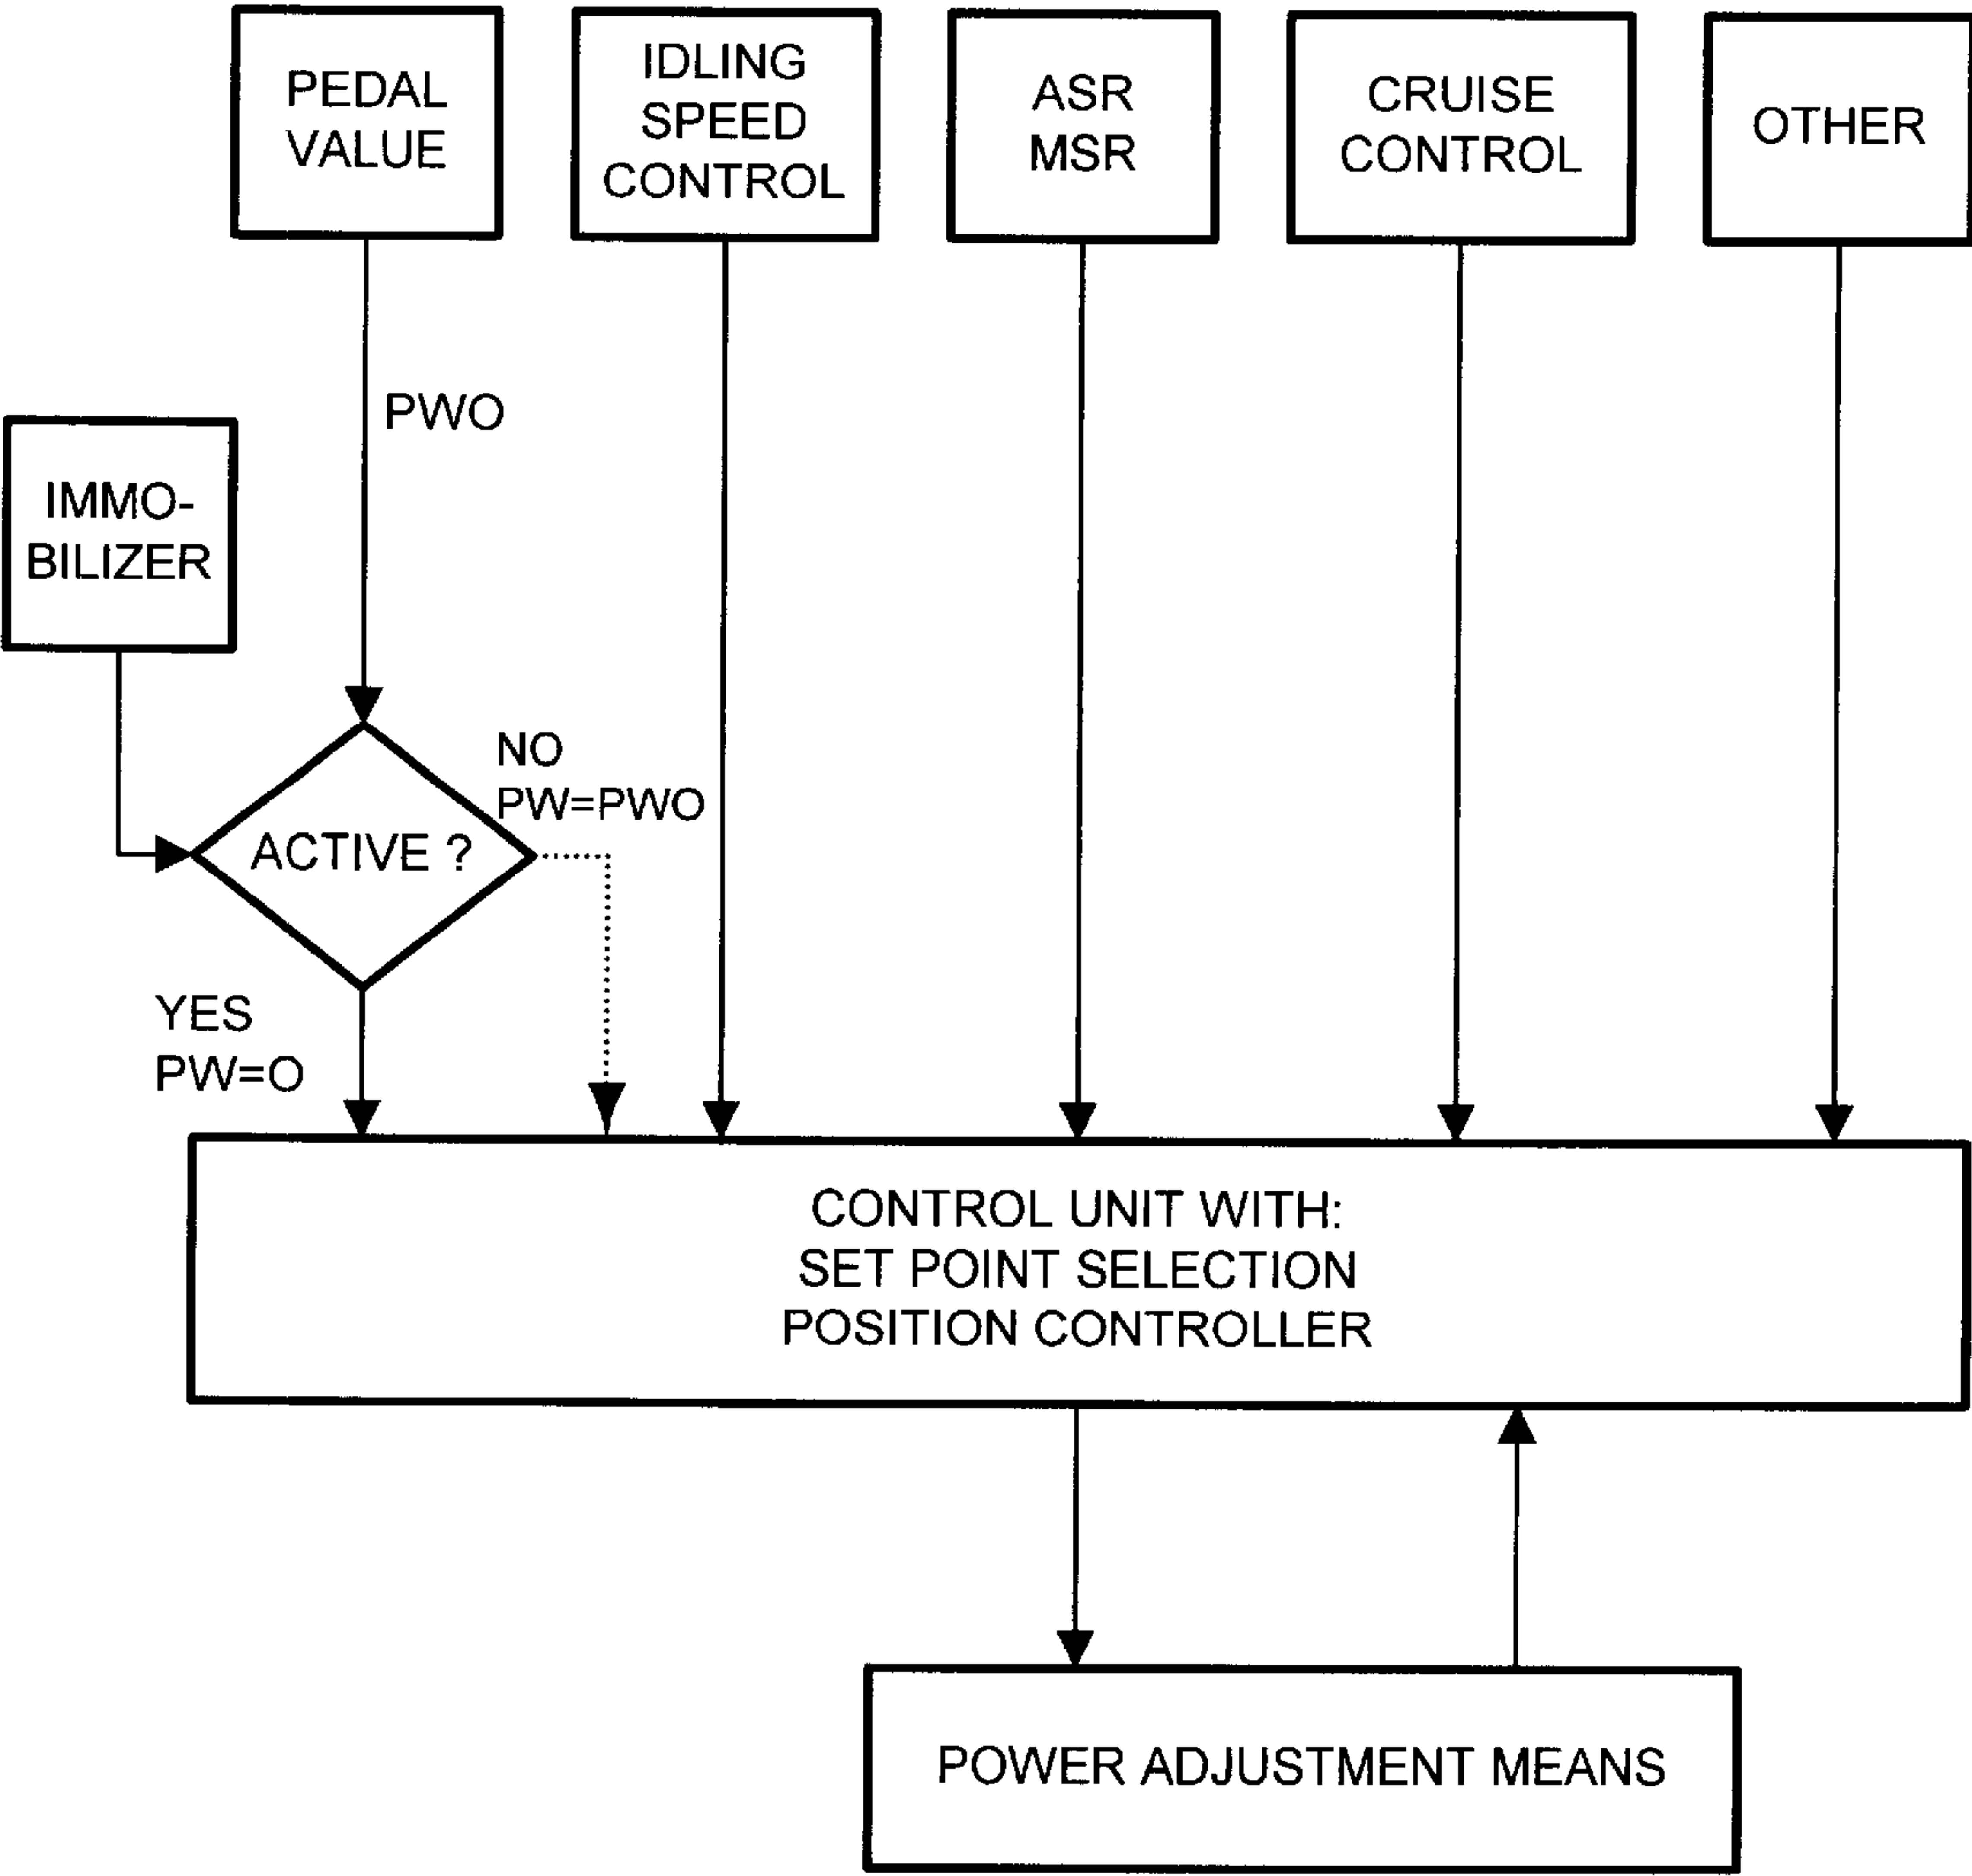 PEDAL
VALUE
IDLING
SPEED
CONTROL
ASR
MSR
CRUISE
CONTROL
OTHER
PWO
IMMO-
BILIZER
NO
PW=PWO
ACTIVE ?
YES
PW=O
CONTROL UNIT WITH:
SET POINT SELECTION
POSITION CONTROLLER
POWER ADJUSTMENT MEANS